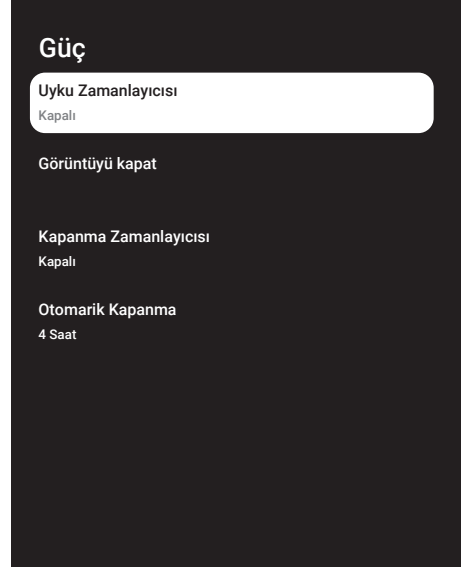 Güç
Uyku Zamanlayıcısı
Kapalı
Görüntüyü kapat
Kapanma Zamanlayıcısı
Kapalı
Otomarik Kapanma
4 Saat